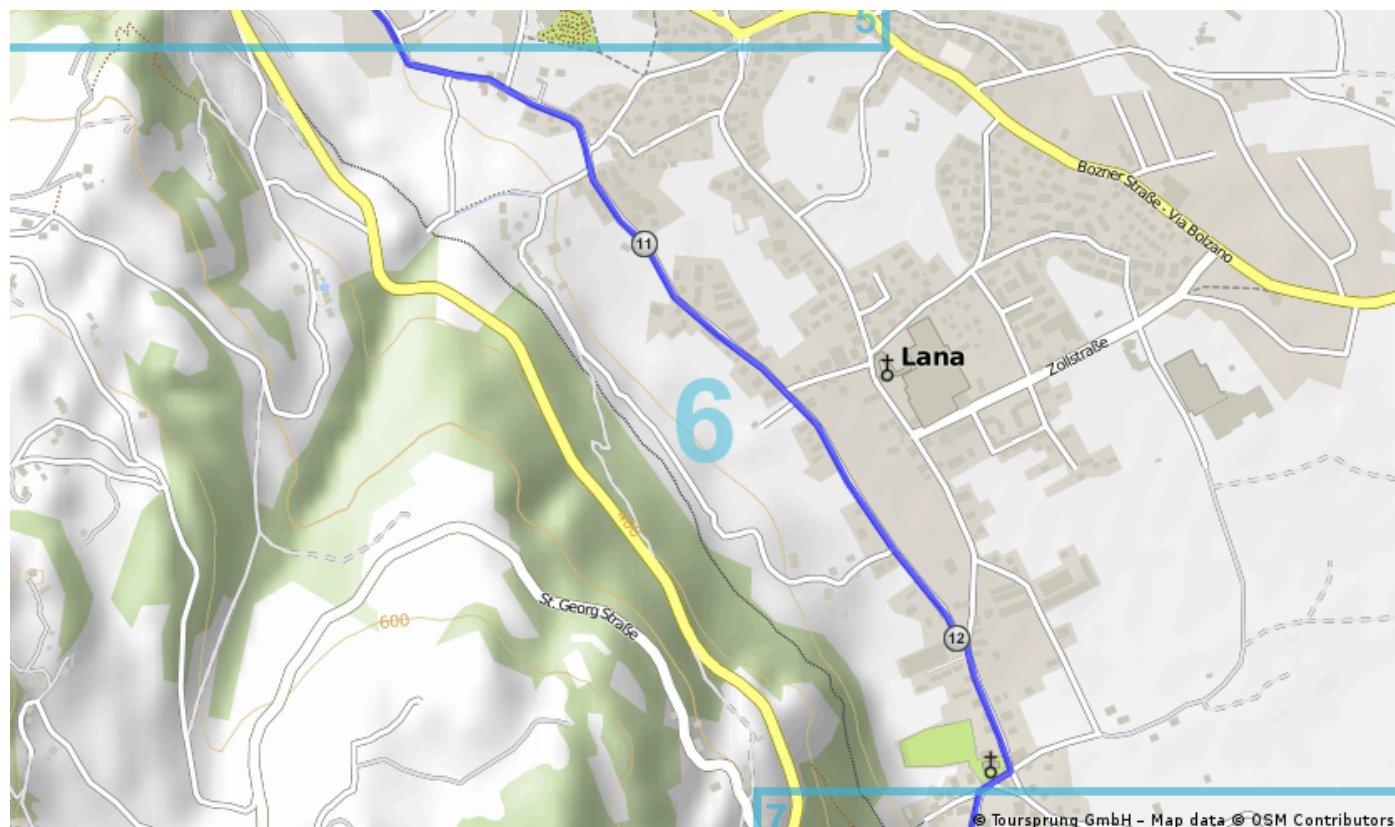 5
Bozner Straße - Via Bolzano
11
Lana
Zollstraße
6
460
St. Georg Straße
600
12
7
© Toursprung GmbH – Map data © OSM Contributors